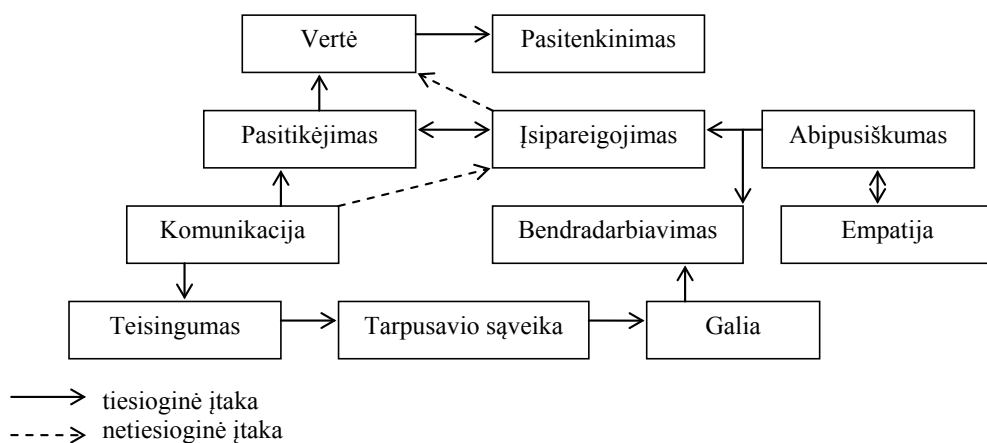 Vertė
Pasitenkinimas
Pasitikėjimas
Įsipareigojimas
Abipusiškumas
Komunikacija
Bendradarbiavimas
Empatija
Teisingumas
Tarpusavio sąveika
Galia
tiesioginė įtaka
netiesioginė įtaka